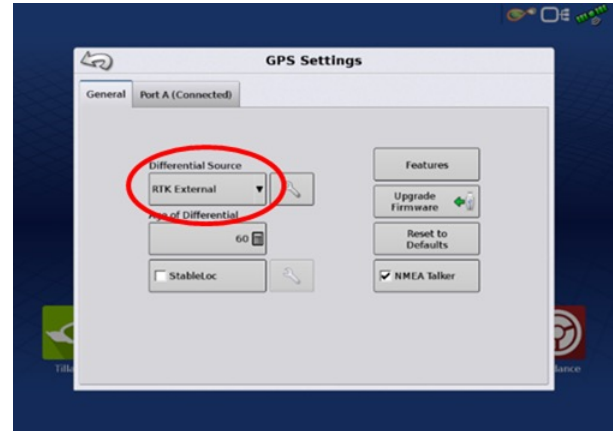 GPS Settings
General
Port A (Connected)
Differential Source
RTK External
Age of Differential
60
StableLoc
Features
Upgrade
Firmware
Reset to
Defaults
NMEA Talker